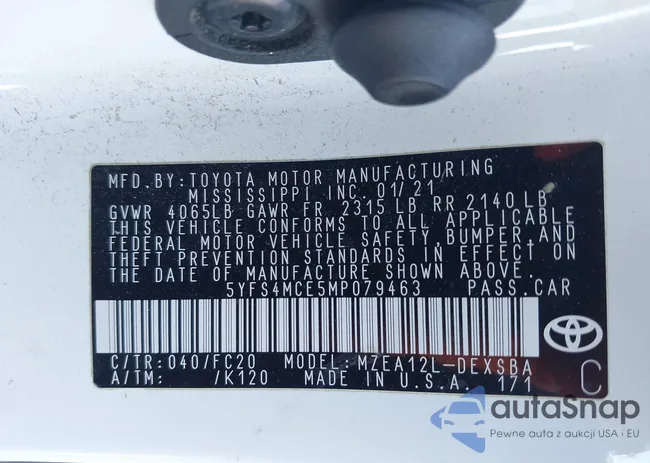 MFD. BY: TOYOTA MOTOR MANUFACTURING
MISSISSIPPI INC. 01/21
GVWR 4065LB GAWR FR 2315 LB RR 2140 LB
THIS VEHICLE CONFORMS TO ALL APPLICABLE
FEDERAL MOTOR VEHICLE SAFETY, BUMPER, AND
THEFT PREVENTION STANDARDS IN EFFECT ON
THE DATE OF MANUFACTURE SHOWN ABOVE.
5YFS4MCE5MP079463 PASS. CAR
C/TR: 040/FC20 MODEL: MZEA12L-DEXSBA
A/TM: /K120 MADE IN U.S.A. 171 C
autaSnap
Pewne auta z aukcji USA i EU